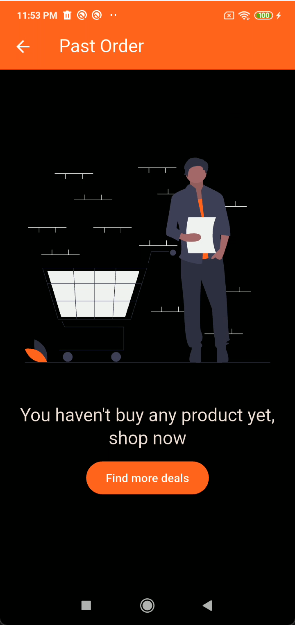 11:53 PM
100
Past Order
You haven't buy any product yet,
shop now
Find more deals